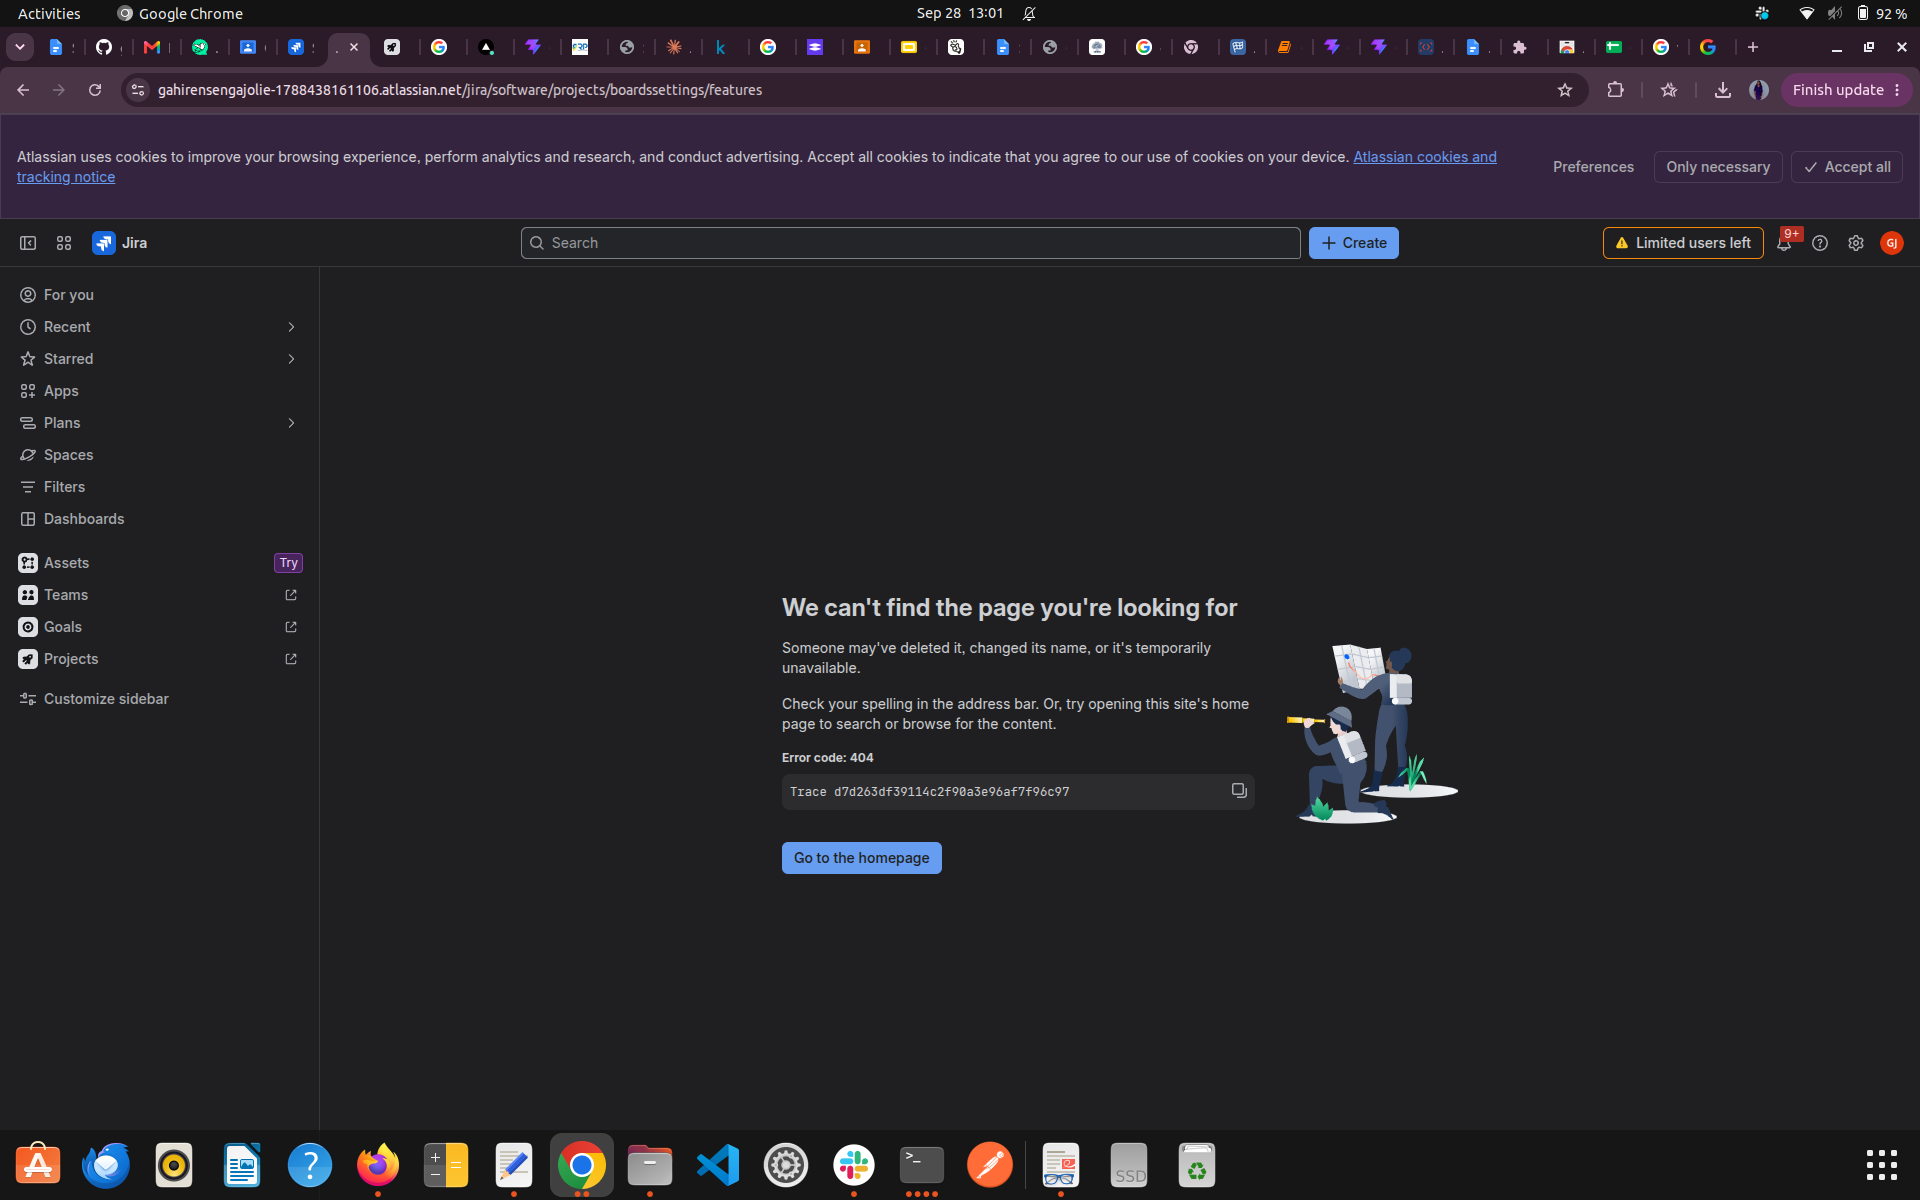 Activities
Google Chrome
Sep 28 13:01
92 %
gahirensengajolie-1788438161106.atlassian.net/jira/software/projects/boardssettings/features
Finish update
Atlassian uses cookies to improve your browsing experience, perform analytics and research, and conduct advertising. Accept all cookies to indicate that you agree to our use of cookies on your device. Atlassian cookies and
tracking notice
Preferences
Only necessary
Accept all
Jira
Search
Create
Limited users left
9+
GJ
For you
Recent
Starred
Apps
Plans
Spaces
Filters
Dashboards
Assets
Try
Teams
Goals
Projects
Customize sidebar
We can't find the page you're looking for
Someone may've deleted it, changed its name, or it's temporarily
unavailable.
Check your spelling in the address bar. Or, try opening this site's home
page to search or browse for the content.
Error code: 404
Trace d7d263df39114c2f90a3e96af7f96c97
Go to the homepage
SSD